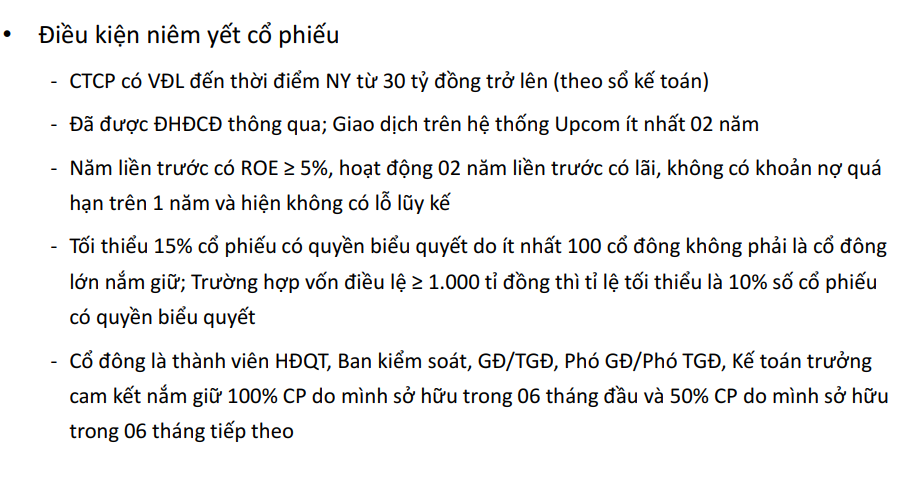 • Điều kiện niêm yết cổ phiếu
- CTCP có VĐL đến thời điểm NY từ 30 tỷ đồng trở lên (theo sổ kế toán)
- Đã được ĐHĐCĐ thông qua; Giao dịch trên hệ thống Upcom ít nhất 02 năm
- Năm liền trước có ROE ≥ 5%, hoạt động 02 năm liền trước có lãi, không có khoản nợ quá
hạn trên 1 năm và hiện không có lỗ lũy kế
- Tối thiểu 15% cổ phiếu có quyền biểu quyết do ít nhất 100 cổ đông không phải là cổ đông
lớn nắm giữ; Trường hợp vốn điều lệ ≥ 1.000 tỉ đồng thì tỉ lệ tối thiểu là 10% số cổ phiếu
có quyền biểu quyết
- Cổ đông là thành viên HĐQT, Ban kiểm soát, GĐ/TGĐ, Phó GĐ/Phó TGĐ, Kế toán trưởng
cam kết nắm giữ 100% CP do mình sở hữu trong 06 tháng đầu và 50% CP do mình sở hữu
trong 06 tháng tiếp theo